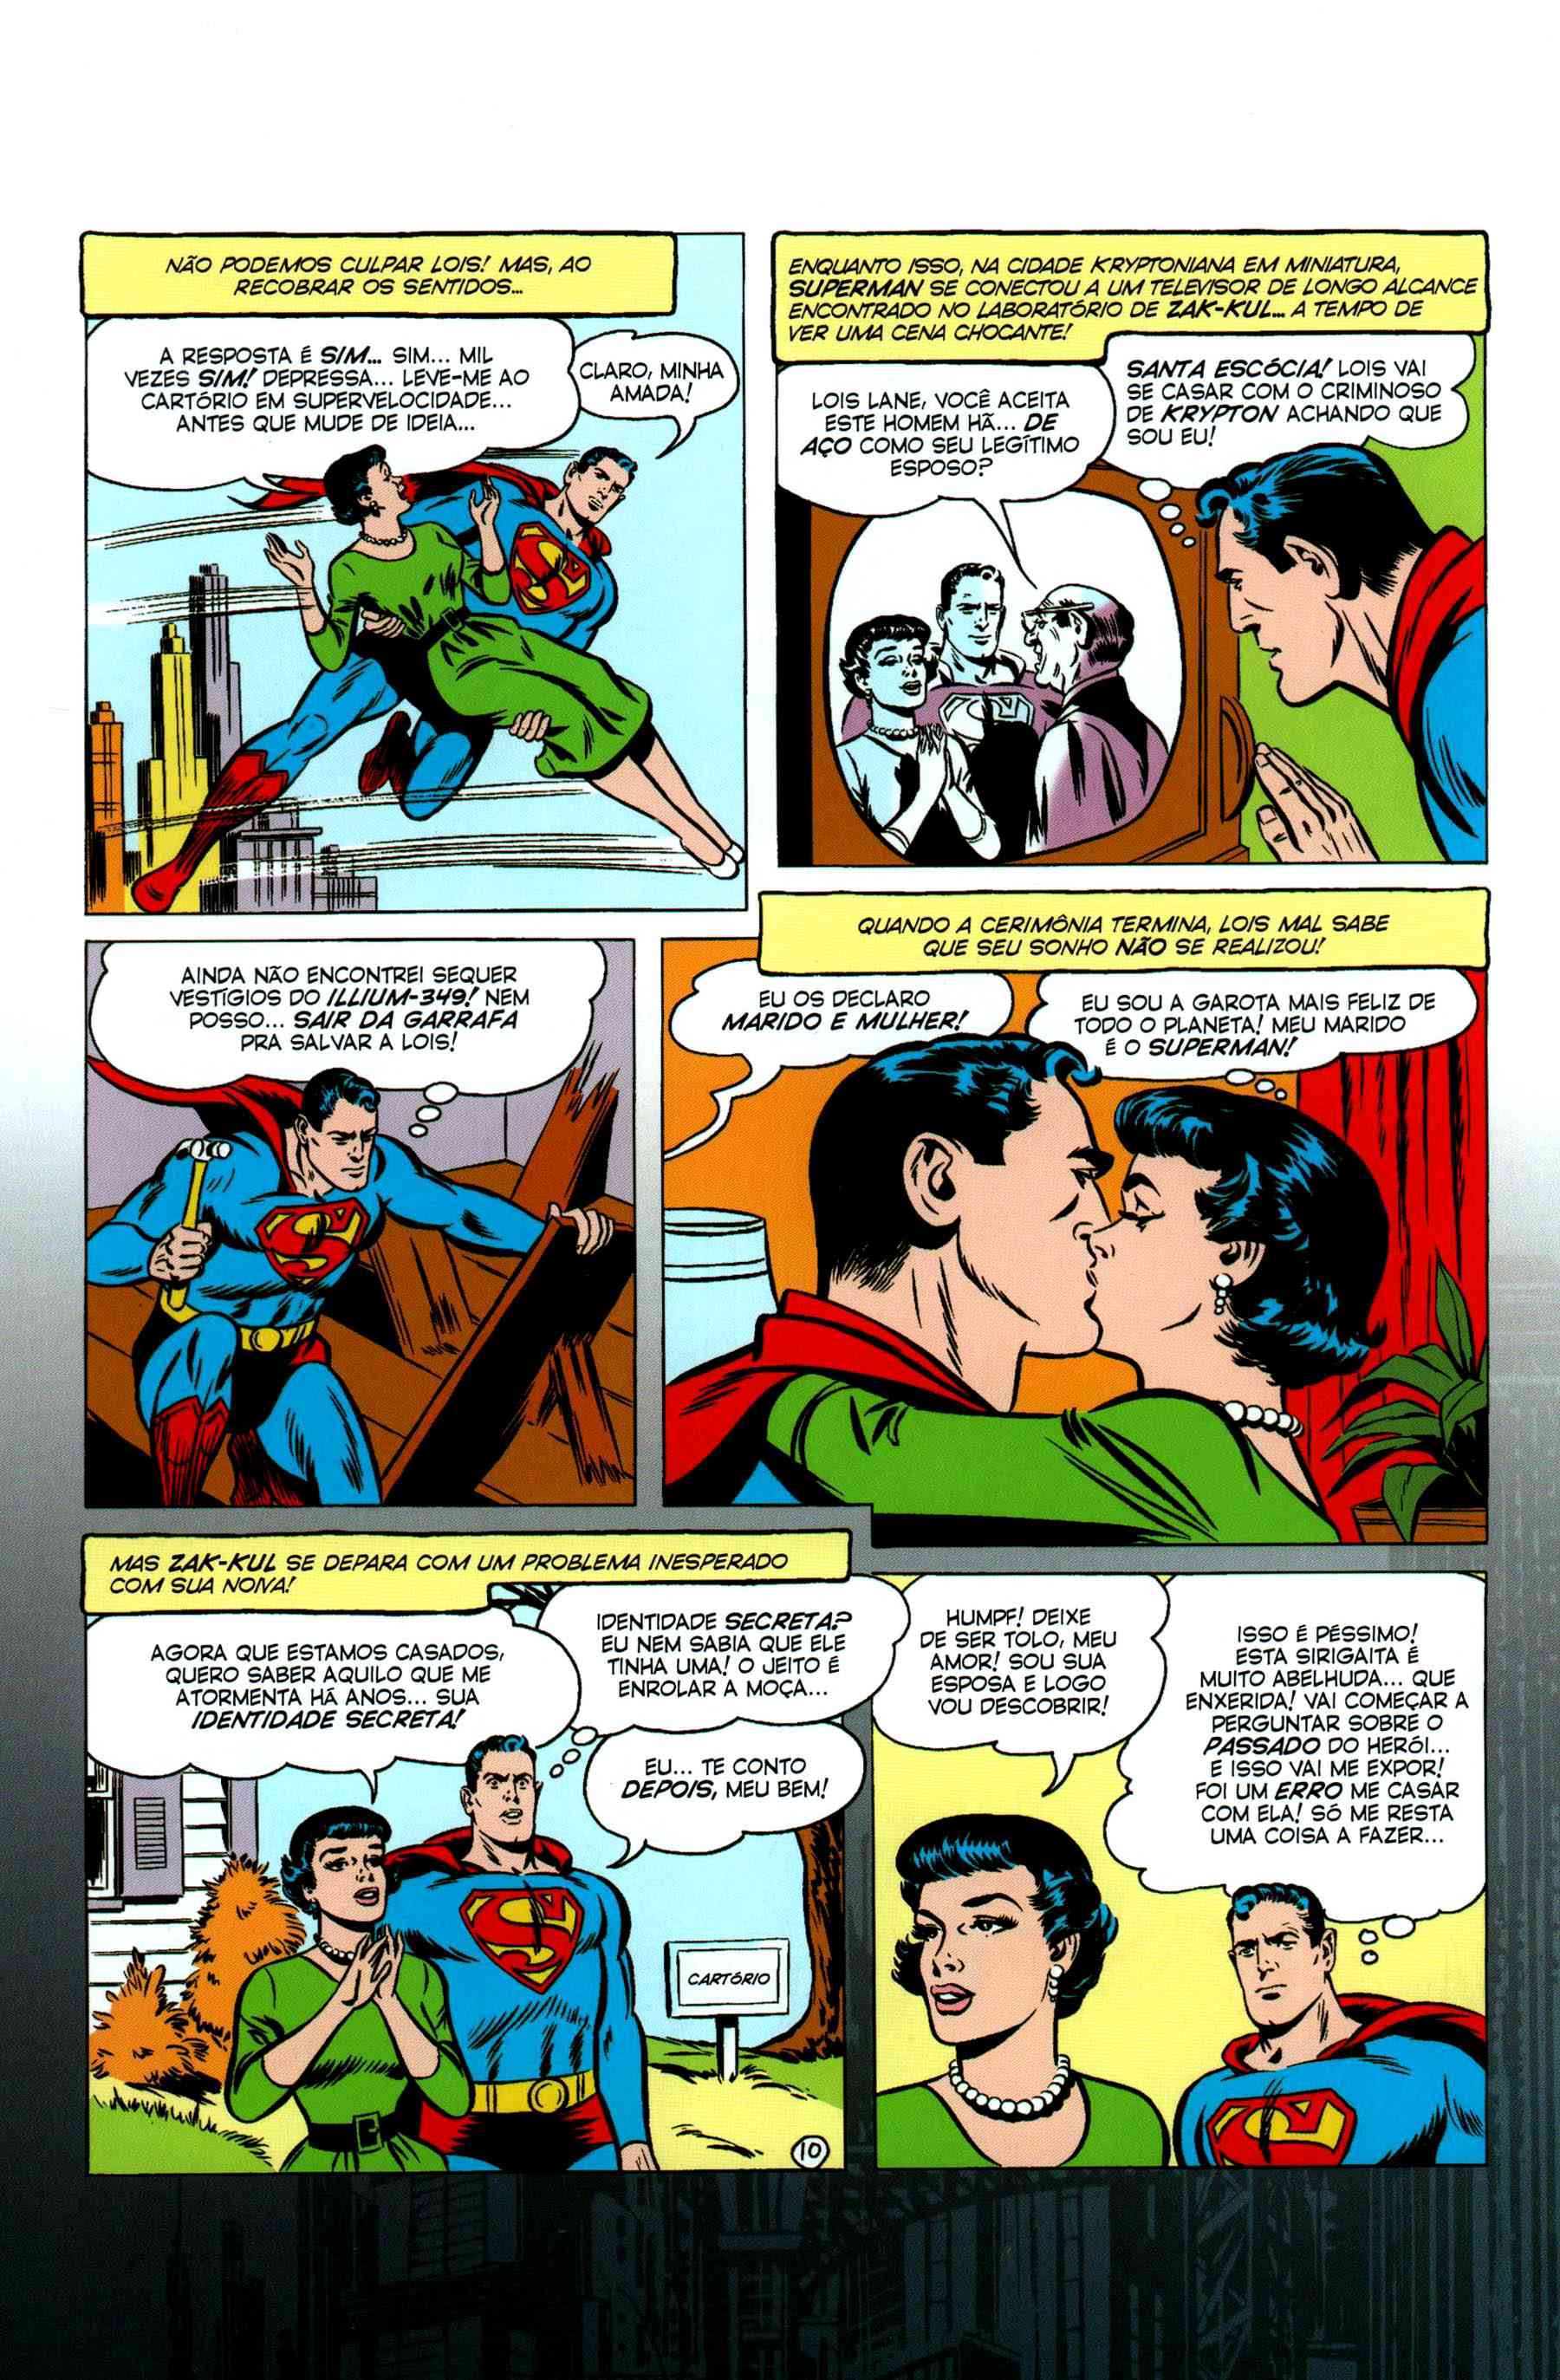 NÃO PODEMOS CULPAR LOIS! MAS, AO
RECOBRAR OS SENTIDOS...
A RESPOSTA É SIM... SIM... MIL
VEZES SIM! DEPRESSA... LEVE-ME AO
CARTÓRIO EM SUPERVELOCIDADE...
ANTES QUE MUDE DE IDEIA...
CLARO, MINHA
AMADA!
ENQUANTO ISSO, NA CIDADE KRYPTONIANA EM MINIATURA,
SUPERMAN SE CONECTOU A UM TELEVISOR DE LONGO ALCANCE
ENCONTRADO NO LABORATÓRIO DE ZAK-KUL... A TEMPO DE
VER UMA CENA CHOCANTE!
LOIS LANE, VOCÊ ACEITA
ESTE HOMEM HÃ... DE
AÇO COMO SEU LEGÍTIMO
ESPOSO?
SANTA ESCÓCIA! LOIS VAI
SE CASAR COM O CRIMINOSO
DE KRYPTON ACHANDO QUE
SOU EU!
AINDA NÃO ENCONTREI SEQUER
VESTÍGIOS DO ILLIUM-349! NEM
POSSO... SAIR DA GARRAFA
PRA SALVAR A LOIS!
QUANDO A CERIMÔNIA TERMINA, LOIS MAL SABE
QUE SEU SONHO NÃO SE REALIZOU!
EU OS DECLARO
MARIDO E MULHER!
EU SOU A GAROTA MAIS FELIZ DE
TODO O PLANETA! MEU MARIDO
É O SUPERMAN!
MAS ZAK-KUL SE DEPARA COM UM PROBLEMA INESPERADO
COM SUA NOIVA!
AGORA QUE ESTAMOS CASADOS,
QUERO SABER AQUILO QUE ME
ATORMENTA HÁ ANOS... SUA
IDENTIDADE SECRETA!
IDENTIDADE SECRETA?
EU NEM SABIA QUE ELE
TINHA UMA! O JEITO É
ENROLAR A MOÇA...
EU... TE CONTO
DEPOIS, MEU BEM!
CARTÓRIO
10
HUMPF! DEIXE
DE SER TOLO, MEU
AMOR! SOU SUA
ESPOSA E LOGO
VOU DESCOBRIR!
ISSO É PÉSSIMO!
ESTA SIRIGAITA É
MUITO ABELHUDA... QUE
ENXERIDA! VAI COMEÇAR A
PERGUNTAR SOBRE O
PASSADO DO HERÓI...
E ISSO VAI ME EXPOR!
FOI UM ERRO ME CASAR
COM ELA! SÓ ME RESTA
UMA COISA A FAZER...